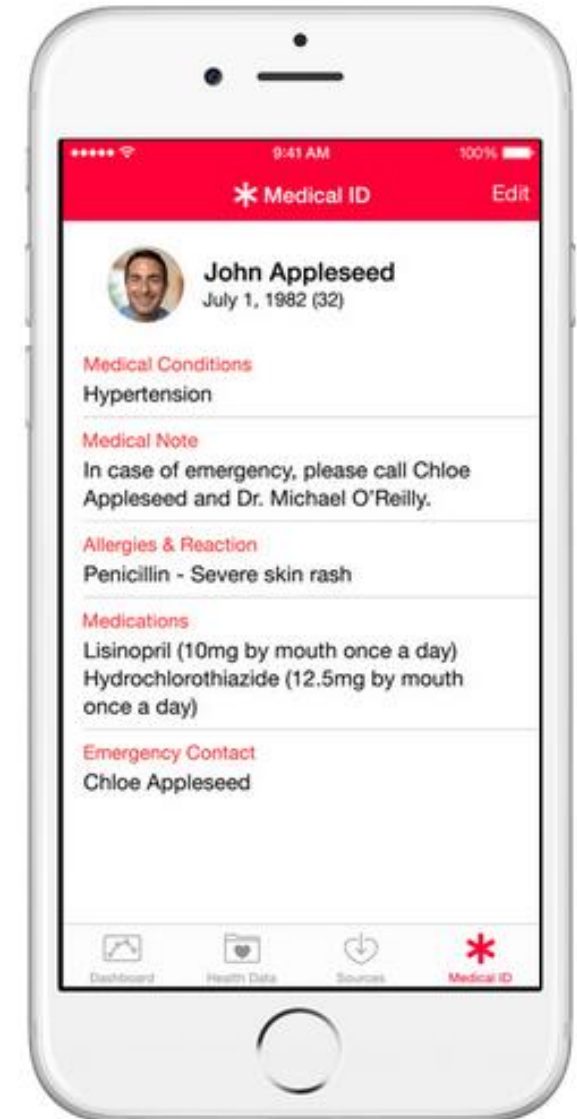 9:41 AM
100%
Medical ID
Edit
John Appleseed
July 1, 1982 (32)
Medical Conditions
Hypertension
Medical Note
In case of emergency, please call Chloe
Appleseed and Dr. Michael O'Reilly.
Allergies & Reaction
Penicillin - Severe skin rash
Medications
Lisinopril (10mg by mouth once a day)
Hydrochlorothiazide (12.5mg by mouth
once a day)
Emergency Contact
Chloe Appleseed
Dashboard
Health Data
Sources
Medical ID